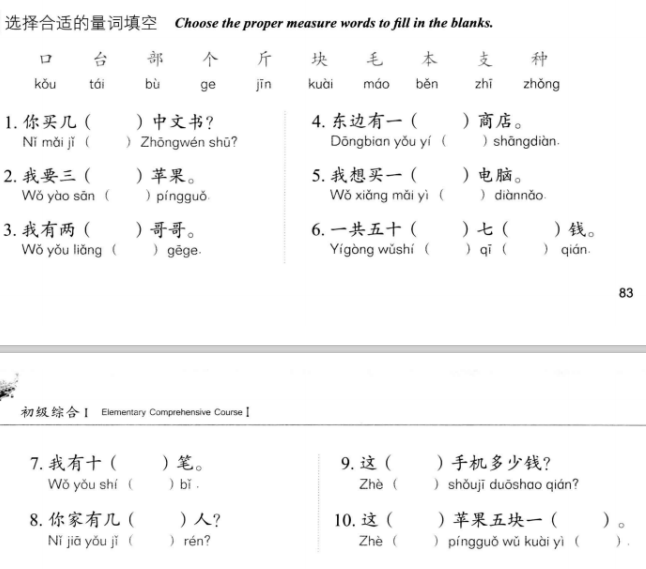 选择合适的量词填空 Choose the proper measure words to fill in the blanks.
口 台 部 个 斤 块 毛 本 支 种
kǒu tái bù ge jīn kuài máo běn zhī zhǒng
1. 你买几（ ）中文书？
Nǐ mǎi jǐ （ ） Zhōngwén shū?
2. 我要三（ ）苹果。
Wǒ yào sān （ ） píngguǒ.
3. 我有两（ ）哥哥。
Wǒ yǒu liǎng （ ） gēge.
4. 东边有一（ ）商店。
Dōngbian yǒu yí （ ） shāngdiàn.
5. 我想买一（ ）电脑。
Wǒ xiǎng mǎi yì （ ） diànnǎo.
6. 一共五十（ ）七（ ）钱。
Yígòng wǔshí （ ） qī （ ） qián.
83
初级综合 I Elementary Comprehensive Course I
7. 我有十（ ）笔。
Wǒ yǒu shí （ ） bǐ .
8. 你家有几（ ）人？
Nǐ jiā yǒu jǐ （ ） rén?
9. 这（ ）手机多少钱？
Zhè （ ） shǒujī duōshao qián?
10. 这（ ）苹果五块一（ ）。
Zhè （ ） píngguǒ wǔ kuài yì （ ） .